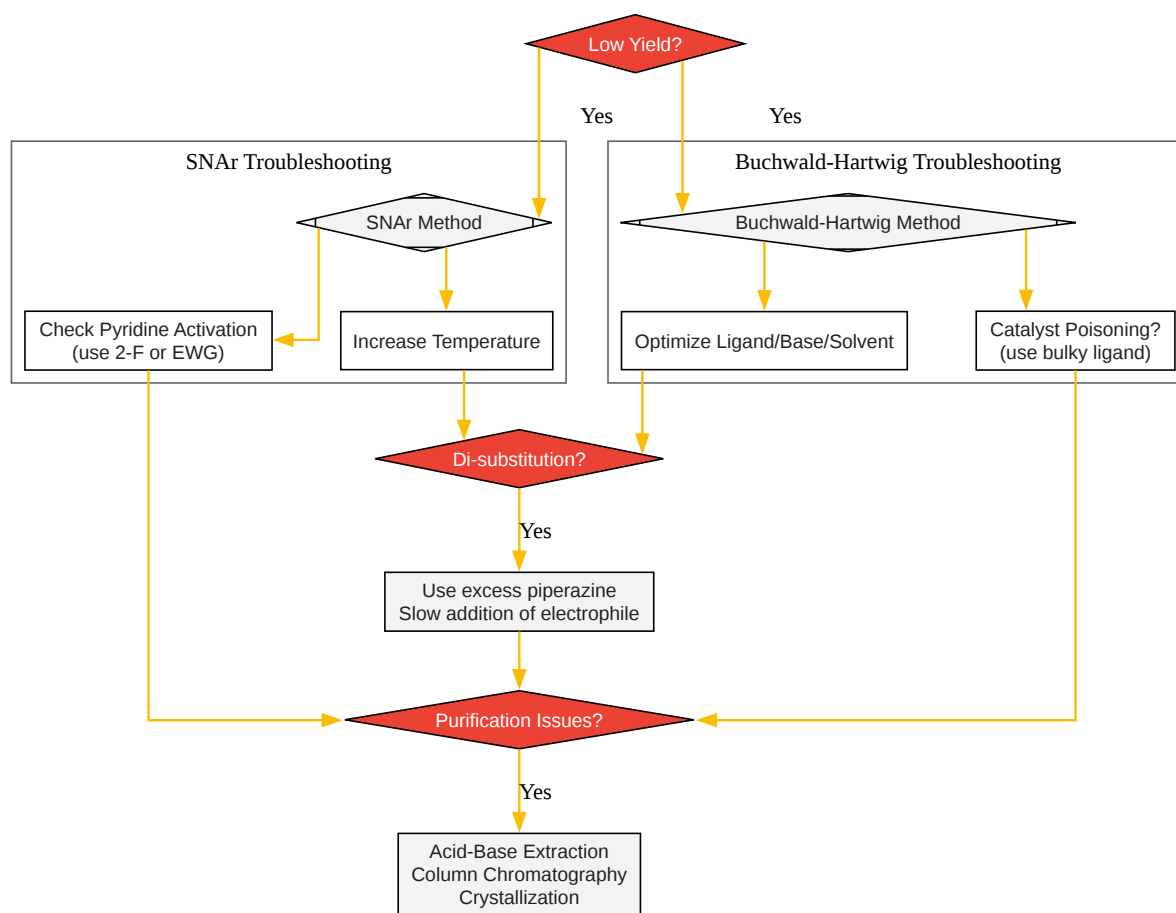 Low Yield?
Yes
Yes
SNAr Troubleshooting
Buchwald-Hartwig Troubleshooting
SNAr Method
Buchwald-Hartwig Method
Check Pyridine Activation
(use 2-F or EWG)
Increase Temperature
Optimize Ligand/Base/Solvent
Catalyst Poisoning?
(use bulky ligand)
Di-substitution?
Yes
Use excess piperazine
Slow addition of electrophile
Purification Issues?
Yes
Acid-Base Extraction
Column Chromatography
Crystallization